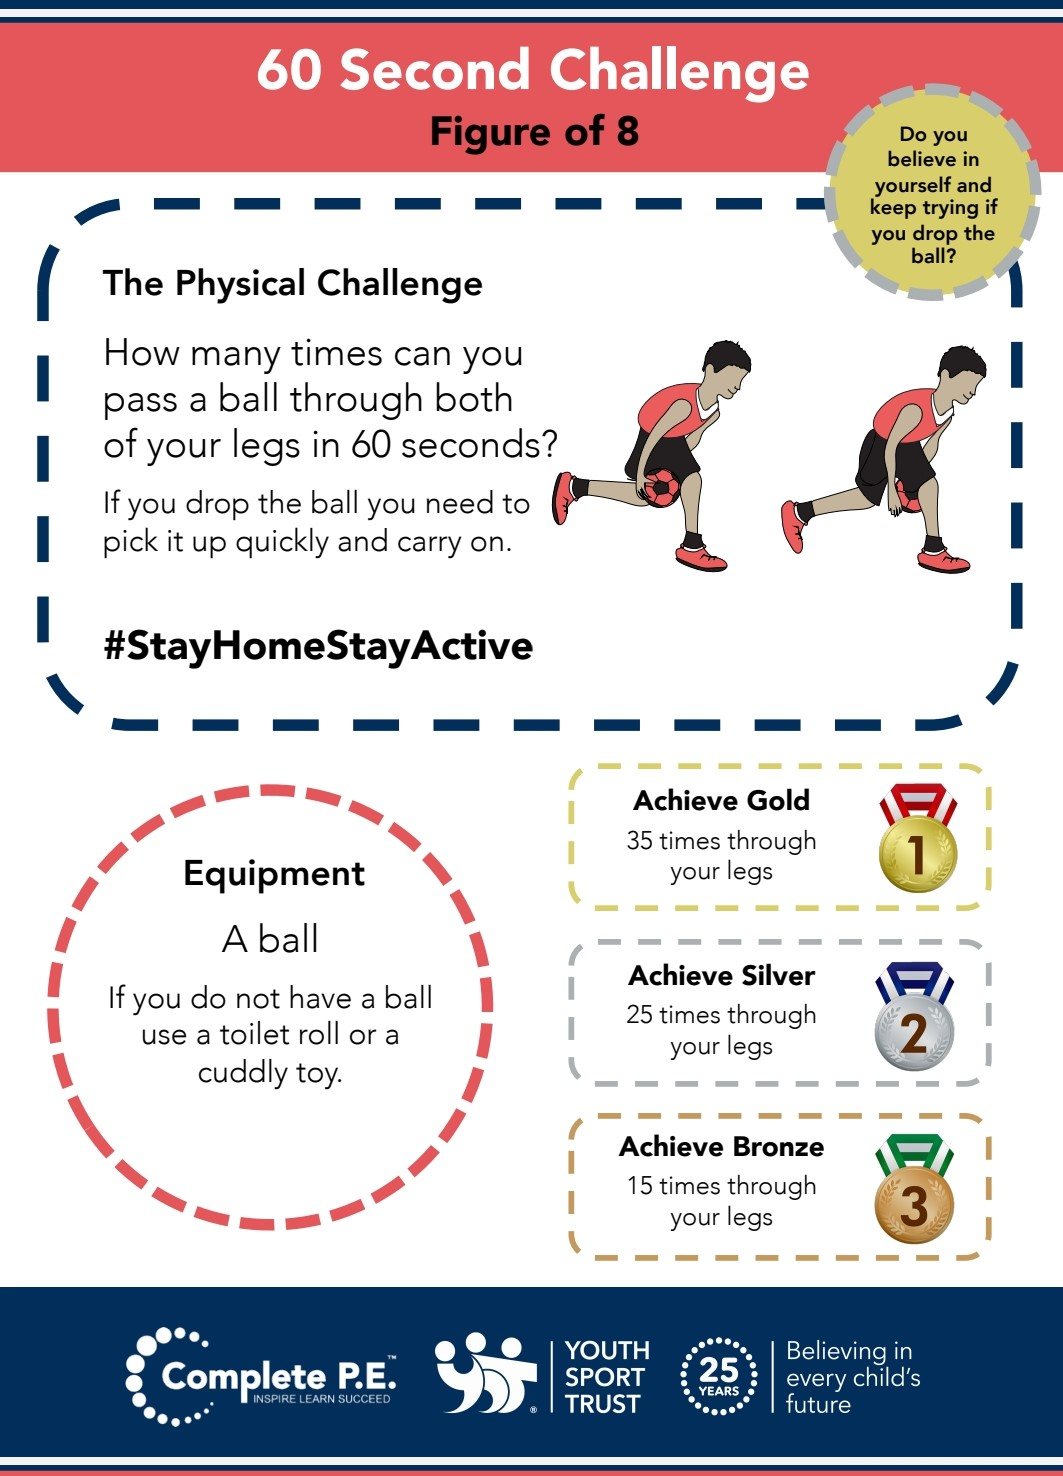 60 Second Challenge
Figure of 8
Do you
believe in
yourself and
keep trying if
you drop the
ball?
The Physical Challenge
How many times can you
pass a ball through both
of your legs in 60 seconds?
If you drop the ball you need to
pick it up quickly and carry on.
#StayHomeStayActive
Equipment
A ball
If you do not have a ball
use a toilet roll or a
cuddly toy.
Achieve Gold
35 times through
your legs
1
Achieve Silver
25 times through
your legs
2
Achieve Bronze
15 times through
your legs
3
Complete P.E.™
INSPIRE LEARN SUCCEED
®
YOUTH
SPORT
TRUST
25
YEARS
Believing in
every child's
future